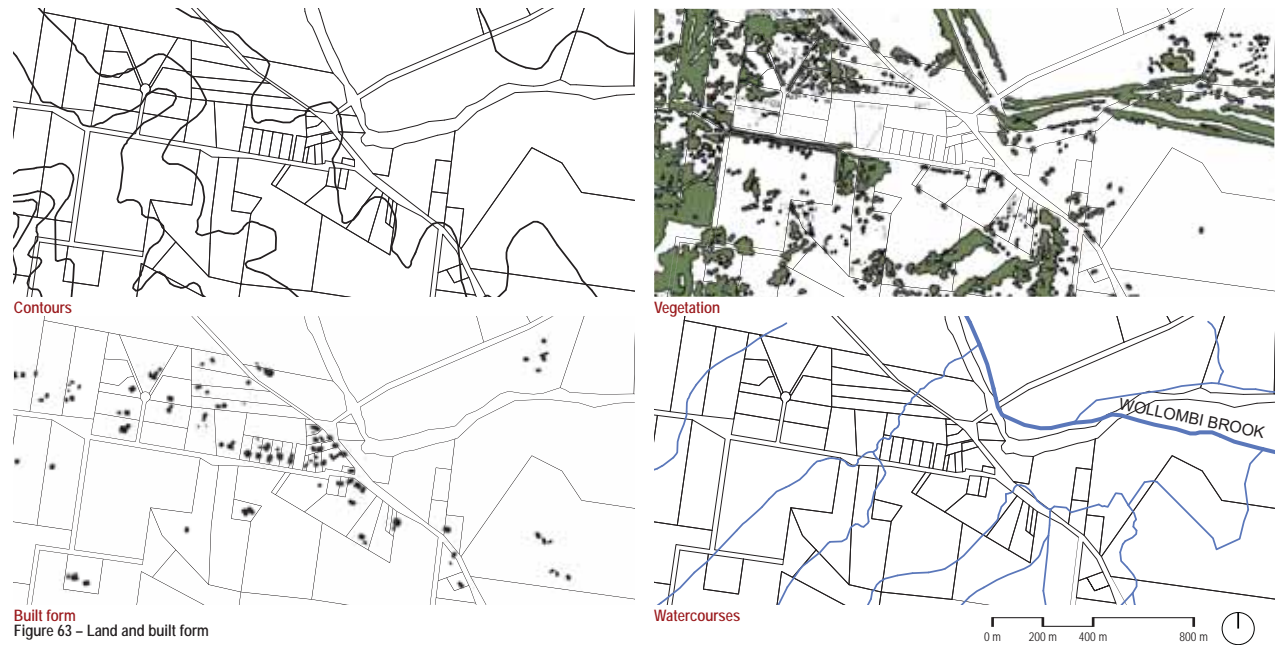 Contours
Vegetation
WOLLOMBI BROOK
Built form
Figure 63 – Land and built form
Watercourses
0 m 200 m 400 m 800 m